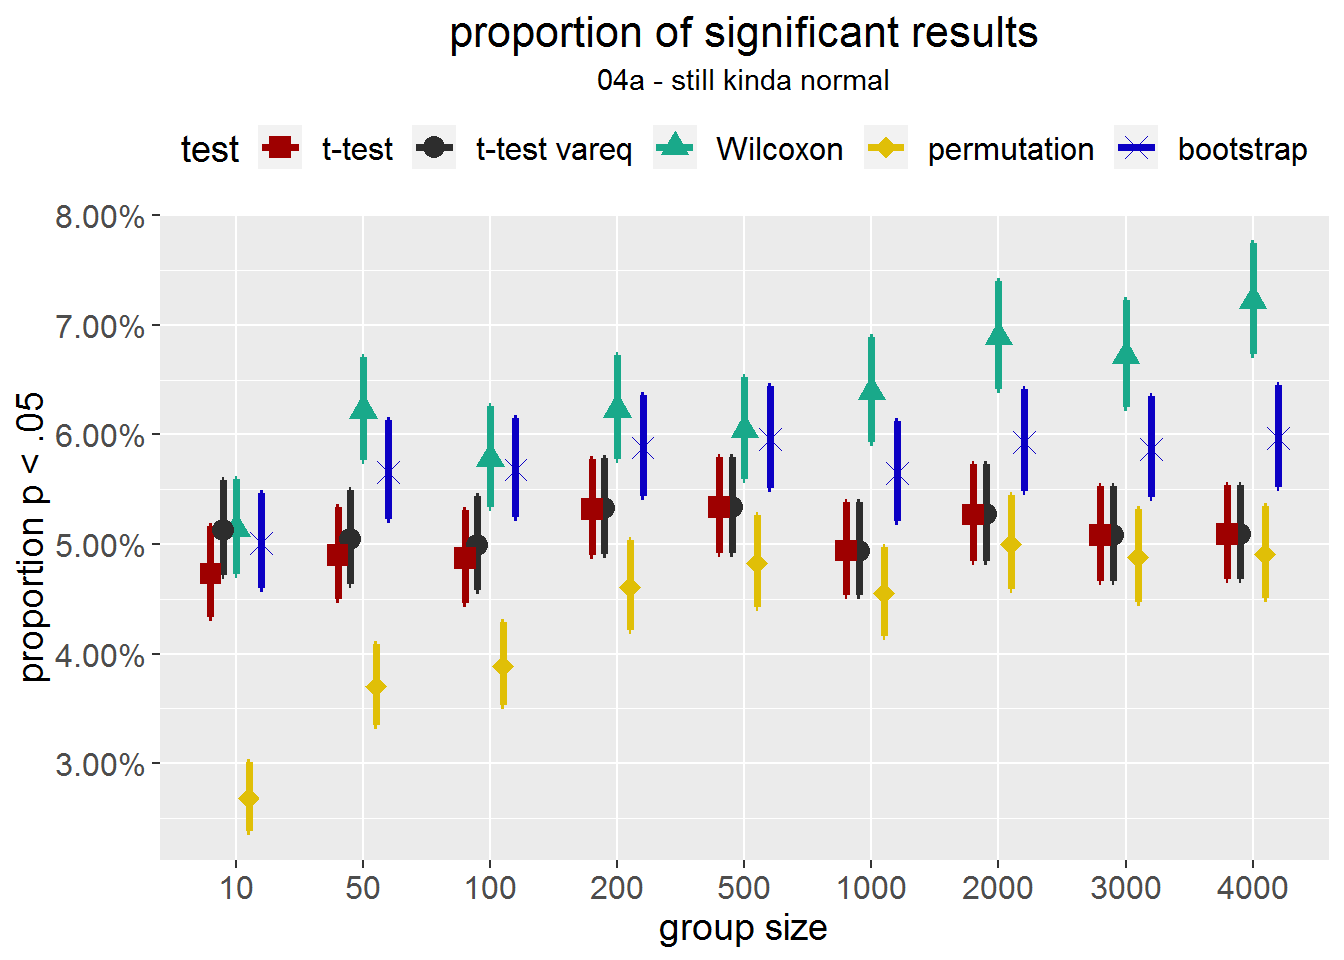 proportion of significant results
04a - still kinda normal
test t-test t-test vareq Wilcoxon permutation bootstrap
8.00%
7.00%
6.00%
5.00%
4.00%
3.00%
proportion p < .05
10 50 100 200 500 1000 2000 3000 4000
group size